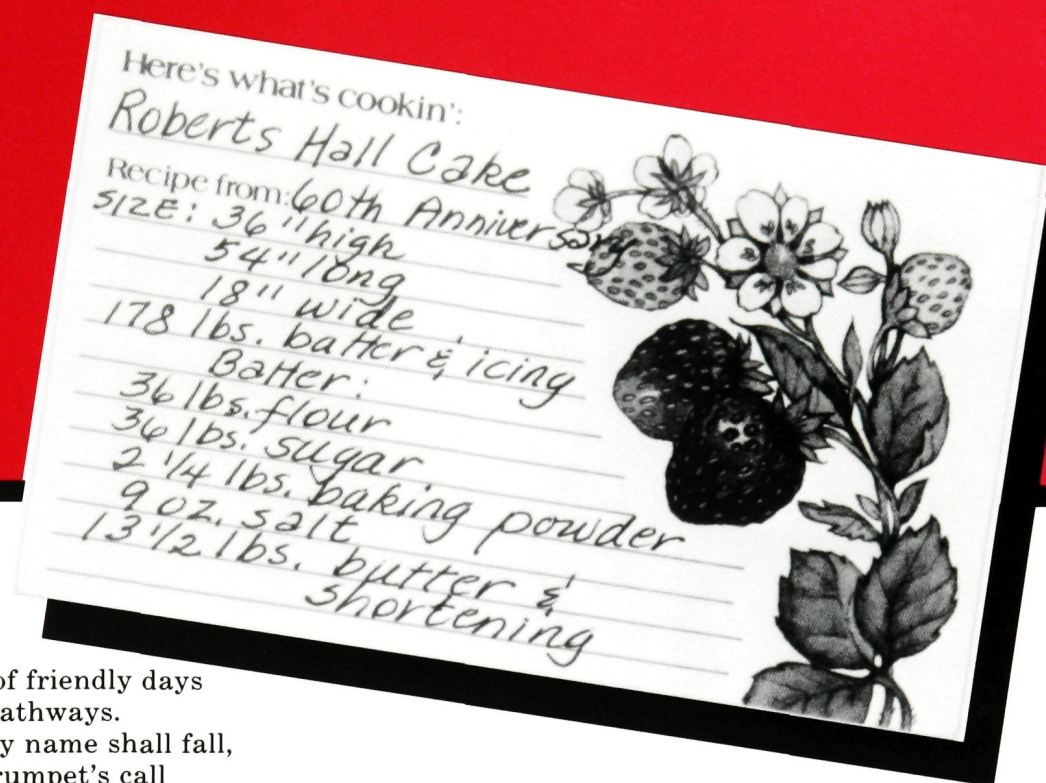 Here's what's cookin':
Roberts Hall Cake
Recipe from: 60th Anniversary
SIZE: 36" high
54" long
18" wide
178 lbs. batter & icing
Batter:
36 lbs. flour
36 lbs. sugar
2 1/4 lbs. baking powder
9 oz. salt
13 1/2 lbs. butter &
shortening
of friendly days
athways.
y name shall fall,
rumpet's call